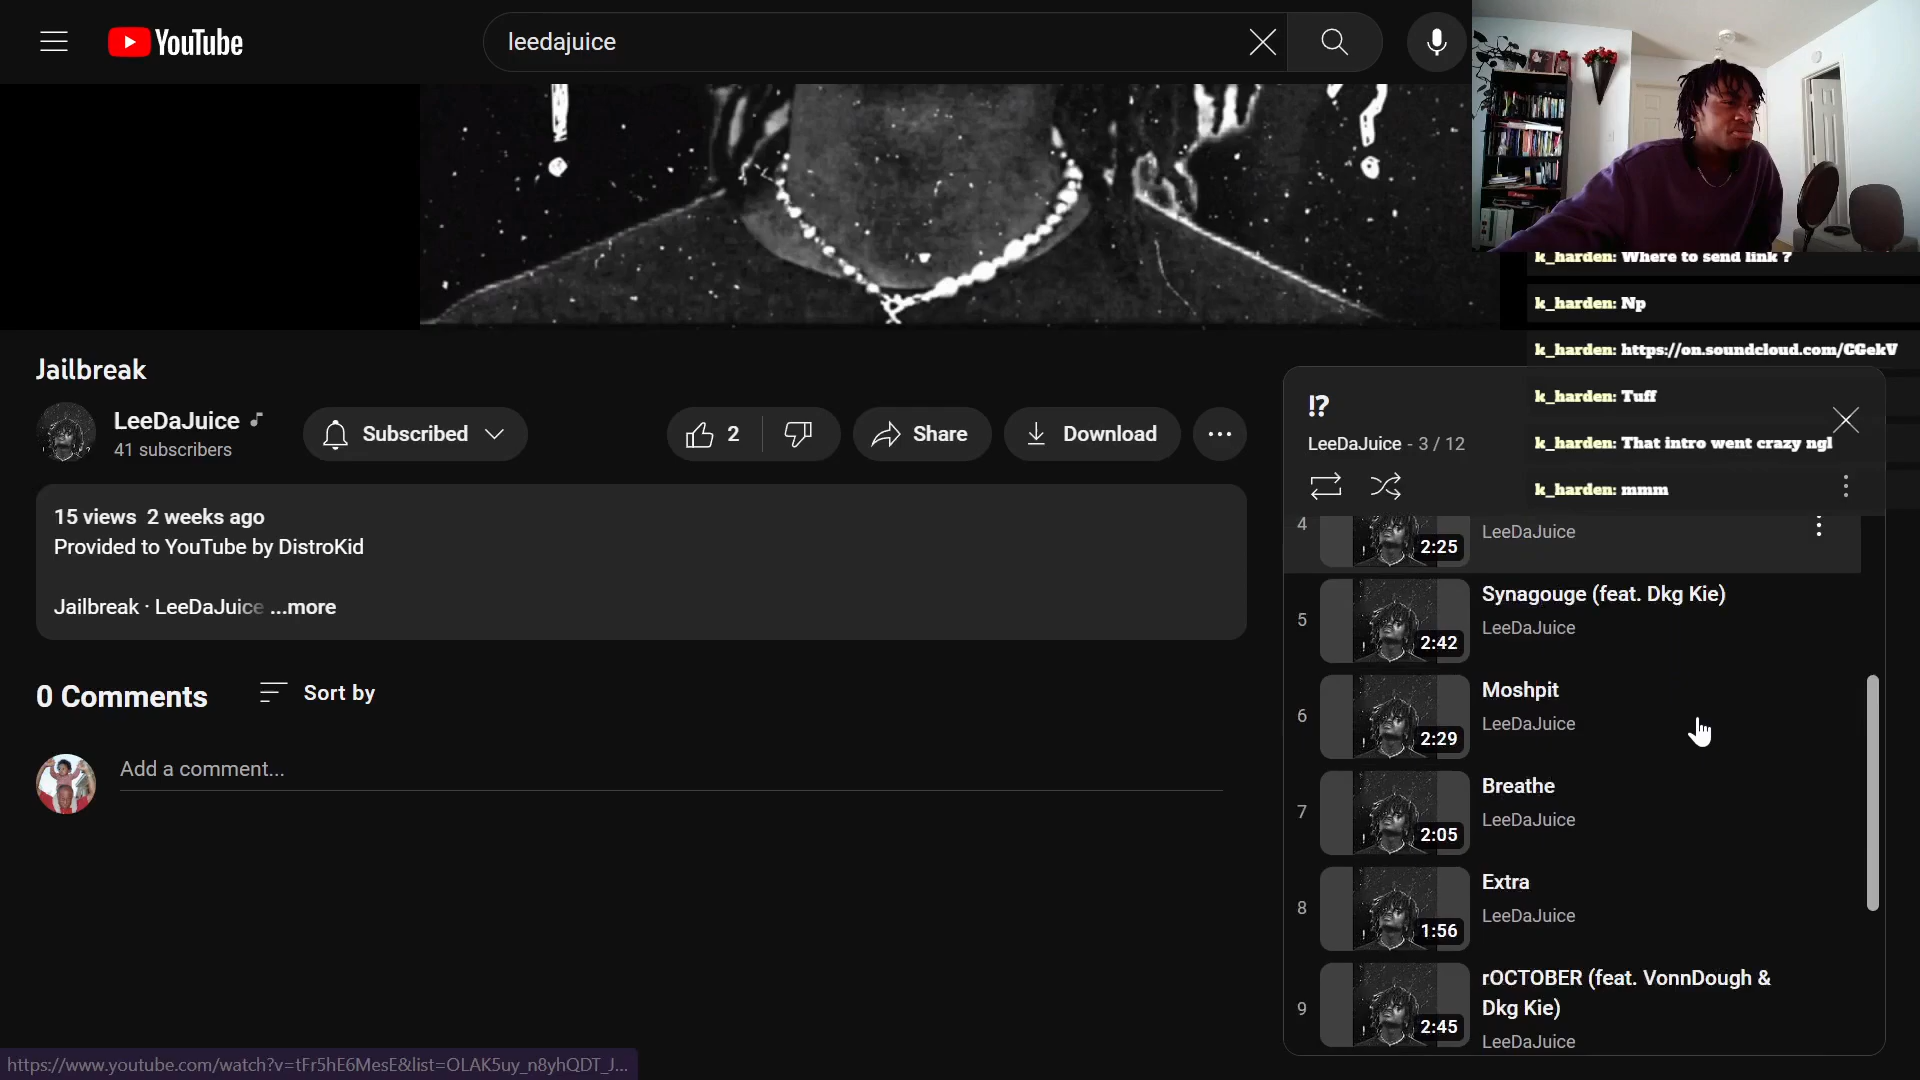 YouTube
leedajuice
k_harden: Where to send link ?
k_harden: Np
k_harden: https://on.soundcloud.com/CGekV
k_harden: Tuff
k_harden: That intro went crazy ngl
k_harden: mmm
Jailbreak
LeeDaJuice
41 subscribers
Subscribed
2
Share
Download
15 views 2 weeks ago
Provided to YouTube by DistroKid
Jailbreak · LeeDaJuice ...more
0 Comments
Sort by
Add a comment...
!?
LeeDaJuice - 3 / 12
4
2:25
LeeDaJuice
5
2:42
Synagouge (feat. Dkg Kie)
LeeDaJuice
6
2:29
Moshpit
LeeDaJuice
7
2:05
Breathe
LeeDaJuice
8
1:56
Extra
LeeDaJuice
9
2:45
rOCTOBER (feat. VonnDough &
Dkg Kie)
LeeDaJuice
https://www.youtube.com/watch?v=tFr5hE6MesE&list=OLAK5uy_n8yhQDT_J...